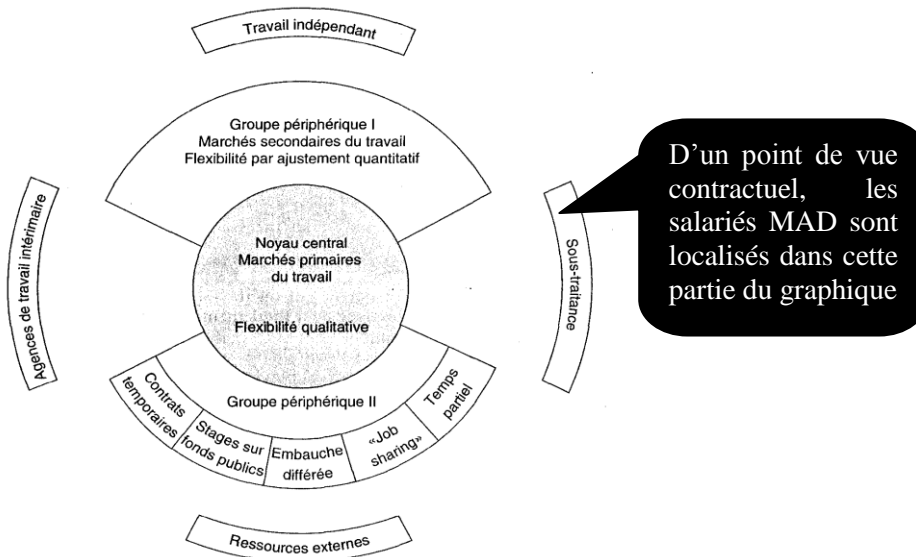 Travail indépendant
Groupe périphérique I
Marchés secondaires du travail
Flexibilité par ajustement quantitatif
Agences de travail intérimaire
Noyau central
Marchés primaires
du travail
Flexibilité qualitative
Sous-traitance
D'un point de vue
contractuel, les
salariés MAD sont
localisés dans cette
partie du graphique
Groupe périphérique II
Contrats
temporaires
Stages sur
fonds publics
Embauche
différée
«Job
sharing»
Temps
partiel
Ressources externes